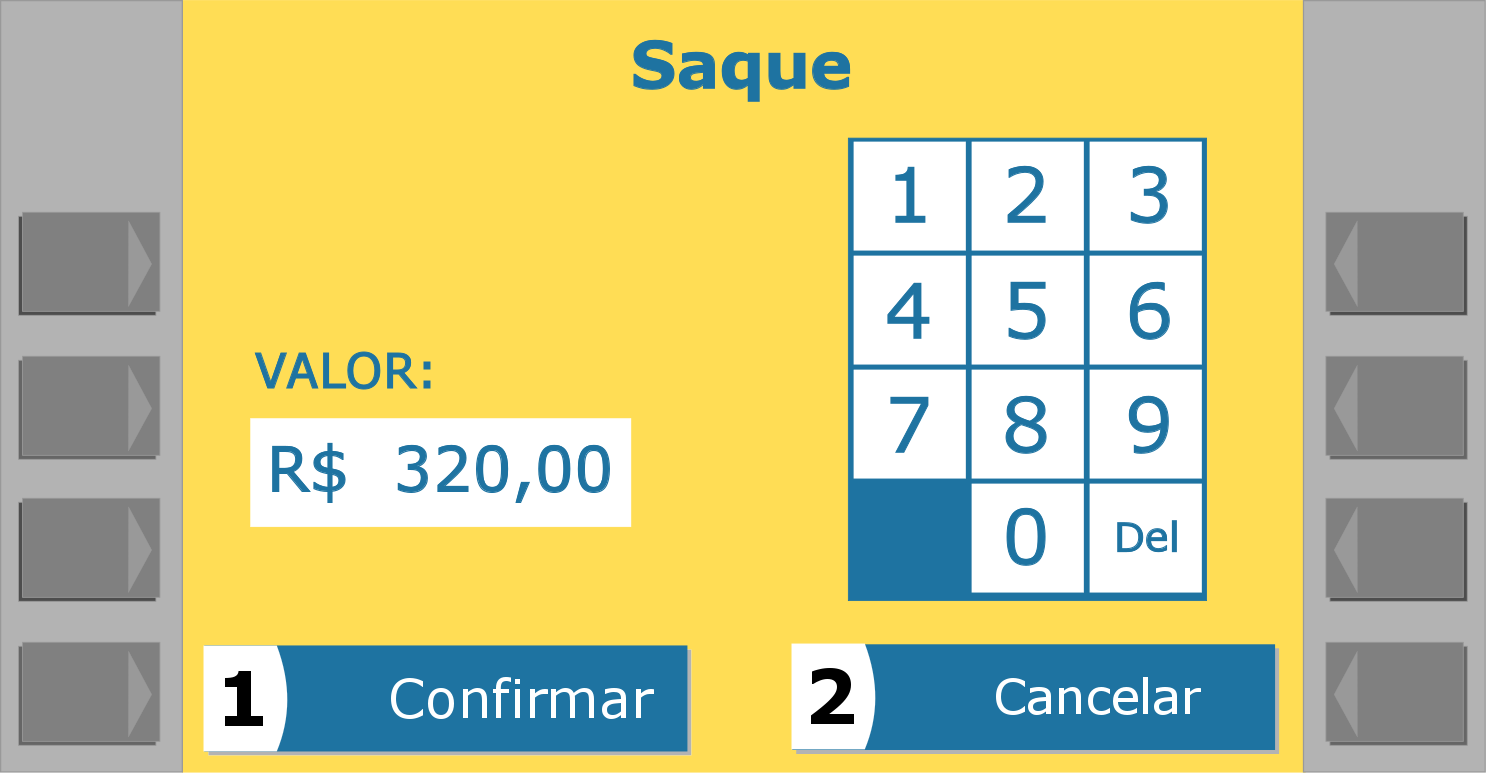 Saque
VALOR:
R$ 320,00
1 2 3
4 5 6
7 8 9
0 Del
1 Confirmar
2 Cancelar